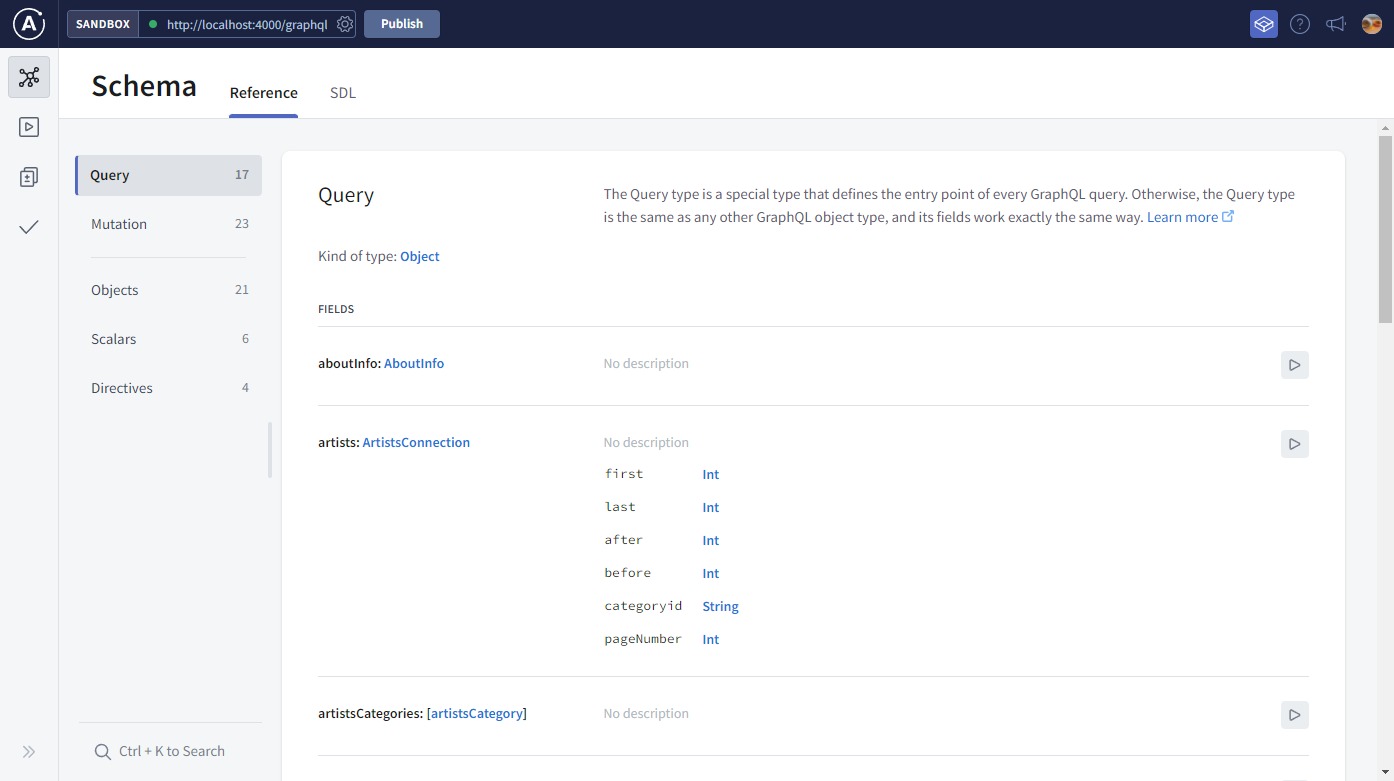 SANDBOX http://localhost:4000/graphql Publish
Schema Reference SDL
Query 17
Mutation 23
Objects 21
Scalars 6
Directives 4
Ctrl + K to Search
Query
The Query type is a special type that defines the entry point of every GraphQL query. Otherwise, the Query type
is the same as any other GraphQL object type, and its fields work exactly the same way. Learn more
Kind of type: Object
FIELDS
aboutInfo: AboutInfo No description
artists: ArtistsConnection No description
first Int
last Int
after Int
before Int
categoryid String
pageNumber Int
artistsCategories: [artistsCategory] No description